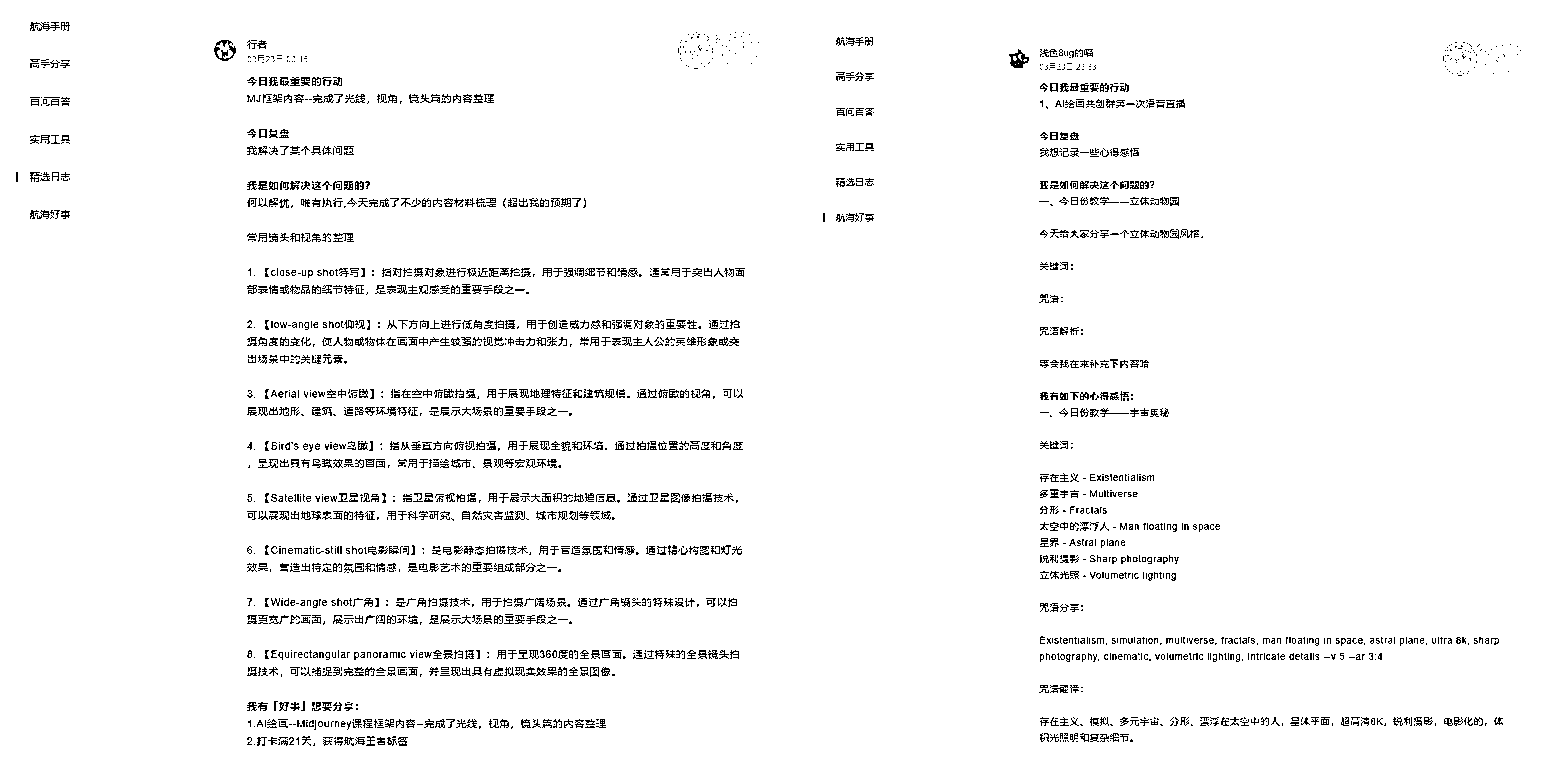 航海手册
高手分享
百问百答
实用工具
精选日志
航海好事
行者
今日我最重要的行动
MJ框架内容--完成了光线，视角，镜头篇的内容整理
今日复盘
我解决了某个具体问题
我是如何解决这个问题的？
何以解忧，唯有执行,今天完成了不少的内容材料梳理（超出我的预期了）
常用镜头和视角的整理
1. 【close-up shot特写】：指对拍摄对象进行极近距离拍摄，用于强调细节和情感。通常用于突出人物面
部表情或物品的细节特征，是表现主观感受的重要手段之一。
2. 【low-angle shot仰视】：从下方向上进行低角度拍摄，用于创造威力感和强调对象的重要性。通过拍
摄角度的变化，使人物或物体在画面中产生较强的视觉冲击力和张力，常用于表现主人公的英雄形象或突
出场景中的关键元素。
3. 【Aerial view空中俯瞰】：指在空中俯瞰拍摄，用于展现地理特征和建筑规模。通过俯瞰的视角，可以
展现出地形、建筑、道路等环境特征，是展示大场景的重要手段之一。
4. 【Bird's eye view鸟瞰】：指从垂直方向俯视拍摄，用于展现全貌和环境。通过拍摄位置的高度和角度
，呈现出具有鸟瞰效果的画面，常用于描绘城市、景观等宏观环境。
5. 【Satellite view卫星视角】：指卫星俯视拍摄，用于展示大面积的地理信息。通过卫星图像拍摄技术，
可以展现出地球表面的特征，用于科学研究、自然灾害监测、城市规划等领域。
6. 【Cinematic-still shot电影瞬间】：是电影静态拍摄技术，用于营造氛围和情感。通过精心构图和灯光
效果，营造出特定的氛围和情感，是电影艺术的重要组成部分之一。
7. 【Wide-angle shot广角】：是广角拍摄技术，用于拍摄广阔场景。通过广角镜头的特殊设计，可以拍
摄更宽广的画面，展示出广阔的环境，是展示大场景的重要手段之一。
8. 【Equirectangular panoramic view全景拍摄】：用于呈现360度的全景画面。通过特殊的全景镜头拍
摄技术，可以捕捉到完整的全景画面，并呈现出具有虚拟现实效果的全景图像。
我有「好事」想要分享：
1.AI绘画--Midjourney课程框架内容--完成了光线，视角，镜头篇的内容整理
2.打卡满21天，获得航海王者标签
航海手册
高手分享
百问百答
实用工具
精选日志
航海好事
浅色Bug的喵
今日我最重要的行动
1、AI绘画共创群第一次语音直播
今日复盘
我想记录一些心得感悟
我是如何解决这个问题的？
一、今日份教学——立体动物园
今天给大家分享一个立体动物园风格。
关键词：
咒语：
咒语解析：
等会我在来补充下内容哈
我有如下的心得感悟：
一、今日份教学——宇宙奥秘
关键词：
存在主义 - Existentialism
多重宇宙 - Multiverse
分形 - Fractals
太空中的漂浮人 - Man floating in space
星界 - Astral plane
锐利摄影 - Sharp photography
立体光照 - Volumetric lighting
咒语分享：
Existentialism, simulation, multiverse, fractals, man floating in space, astral plane, ultra 8k, sharp
photography, cinematic, volumetric lighting, intricate details --v 5 --ar 3:4
咒语翻译：
存在主义、模拟、多元宇宙、分形、漂浮在太空中的人，星体平面，超高清8K，锐利摄影，电影化的，体
积光照明和复杂细节。